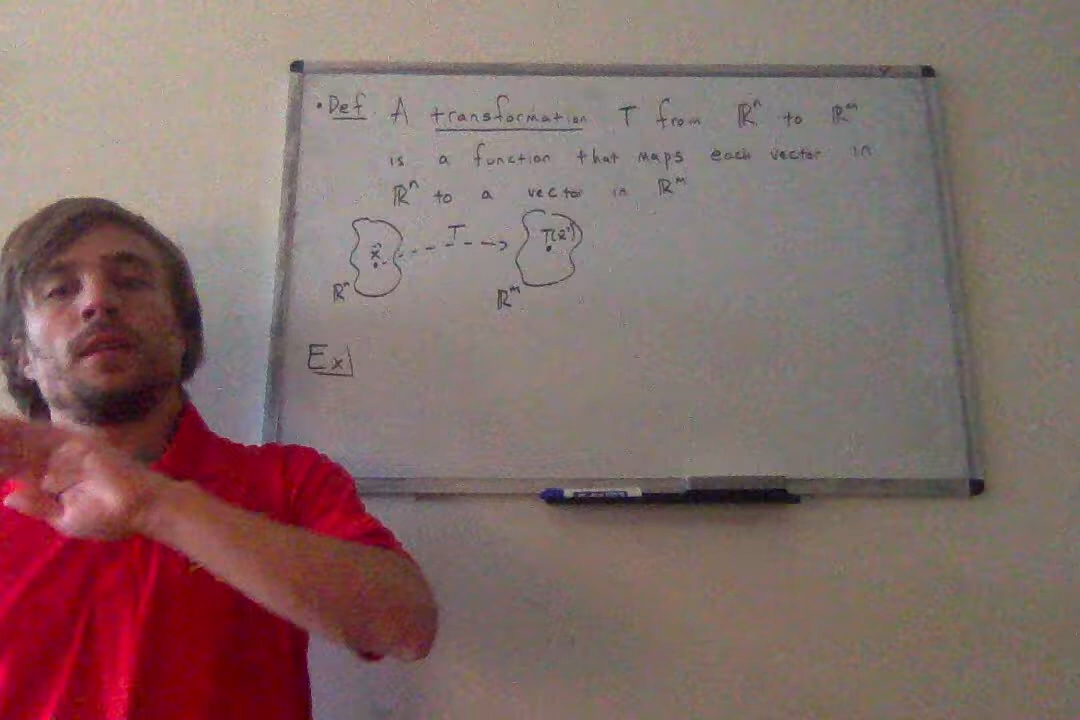 • Def. A transformation T from ℝⁿ to ℝᵐ
is a function that maps each vector in
ℝⁿ to a vector in ℝᵐ
T
x⃗
T(x⃗)
ℝⁿ
ℝᵐ
Ex)